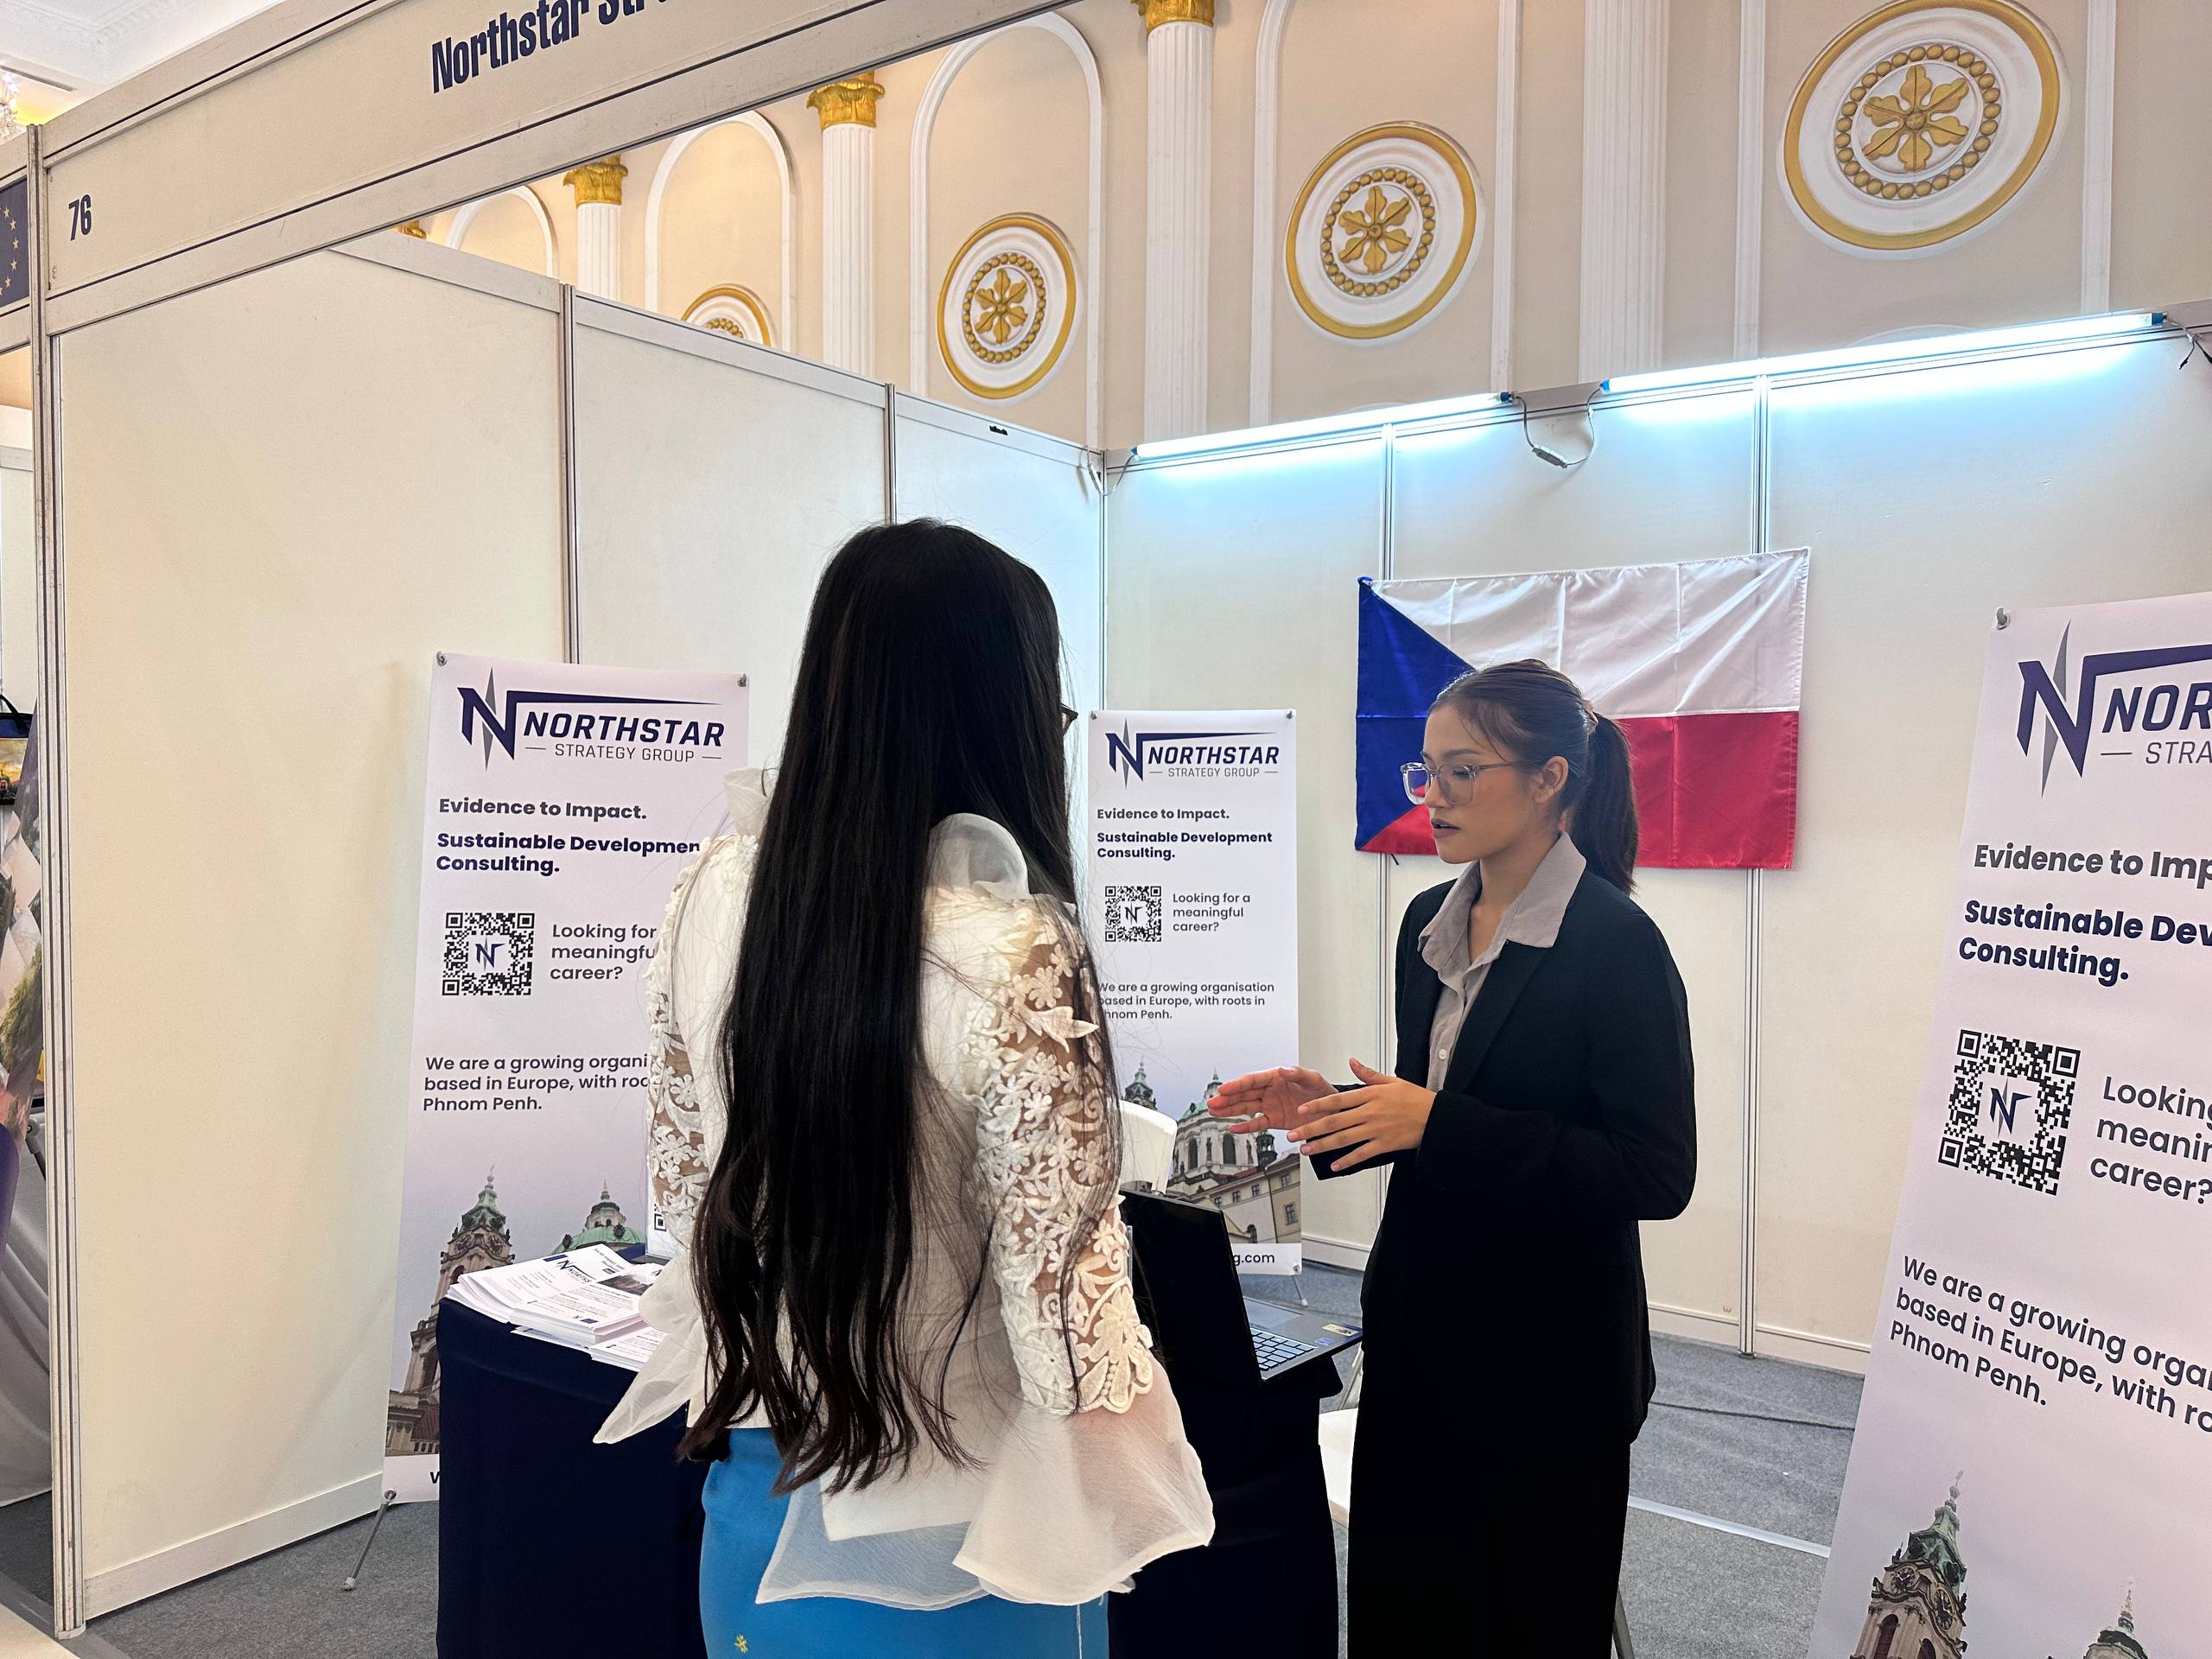 Northstar
76
NORTHSTAR
STRATEGY GROUP
Evidence to Impact.
Sustainable Developmen
Consulting.
Looking for
meaningfu
career?
We are a growing organi
based in Europe, with roo
Phnom Penh.
NORTHSTAR
STRATEGY GROUP
Evidence to Impact.
Sustainable Development
Consulting.
Looking for a
meaningful
career?
We are a growing organisation
based in Europe, with roots in
hnom Penh.
g.com
NOR
STRA
Evidence to Imp
Sustainable Dev
Consulting.
Looking
meanin
career?
We are a growing orga
based in Europe, with ro
Phnom Penh.